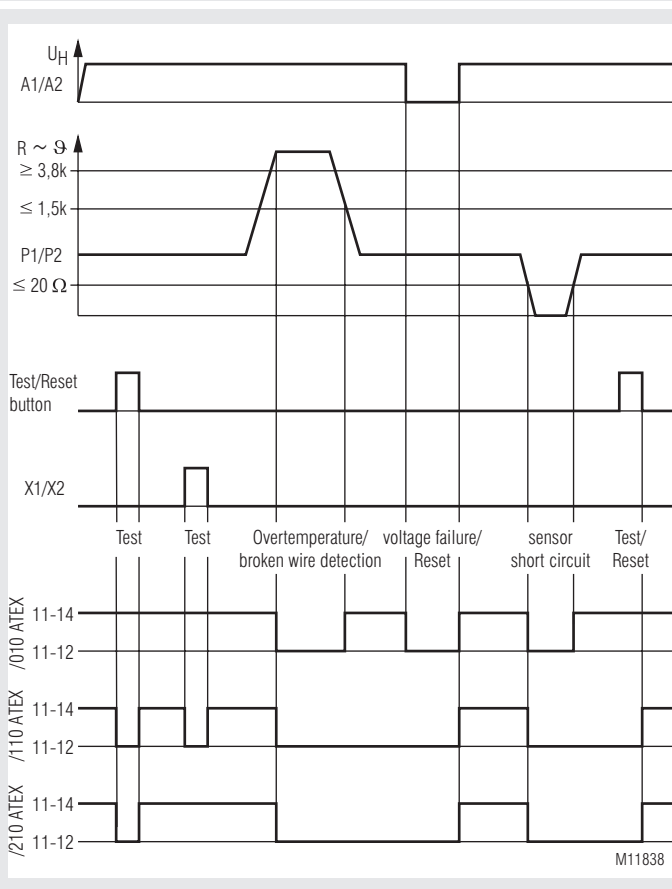 UH
A1/A2
R ~ ϑ
≥ 3,8k
≤ 1,5k
P1/P2
≤ 20 Ω
Test/Reset
button
X1/X2
Test
Test
Overtemperature/
broken wire detection
voltage failure/
Reset
sensor
short circuit
Test/
Reset
/010 ATEX
11-14
11-12
/110 ATEX
11-14
11-12
/210 ATEX
11-14
11-12
M11838